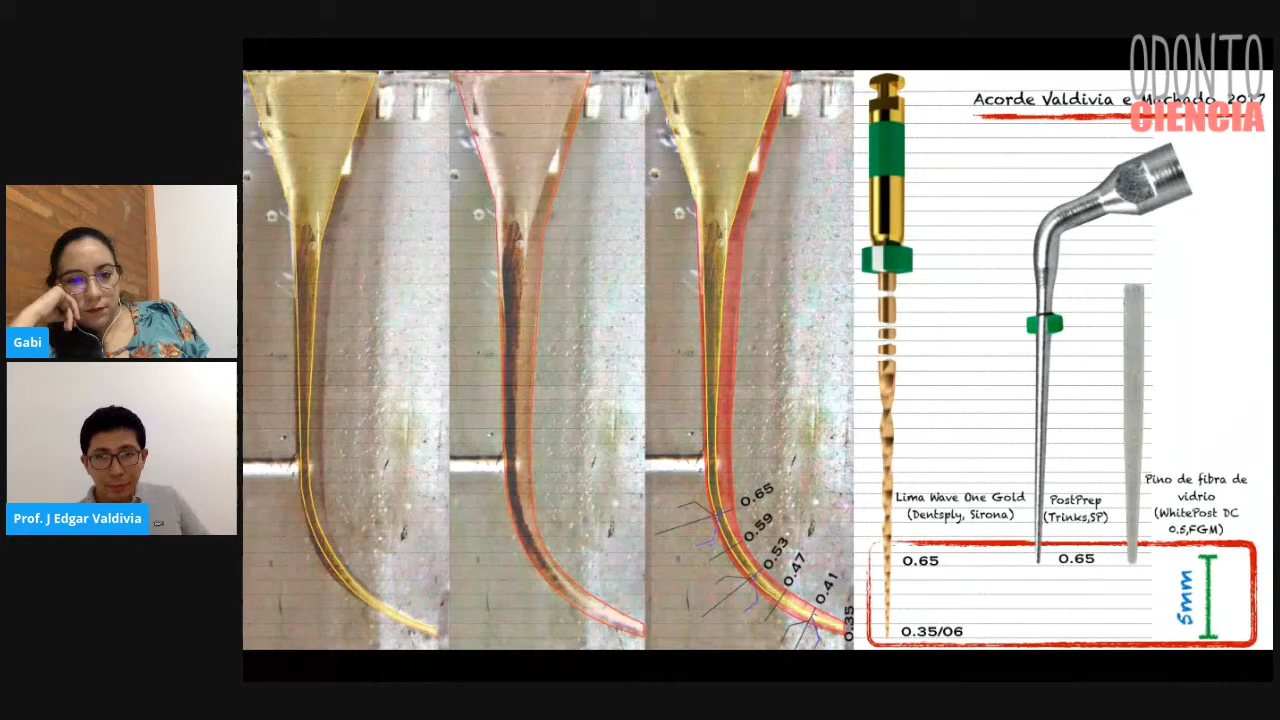 ODONTO
CIENCIA
Acorde Valdivia e Machado, 2017
Gabi
Prof. J Edgar Valdivia
0.65
0.59
0.53
0.47
0.41
0.35
Lima Wave One Gold
(Dentsply, Sirona)
PostPrep
(Trinks,SP)
Pino de fibra de
vidrio
(WhitePost DC
0.5,FGM)
0.65
0.65
0.35/06
5mm